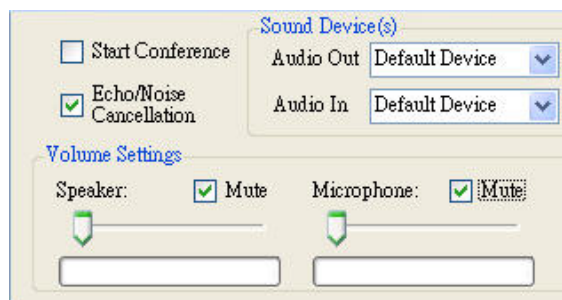 Sound Device(s)
Start Conference
Audio Out Default Device
Echo/Noise
Cancellation
Audio In Default Device
Volume Settings
Speaker: Mute Microphone: Mute